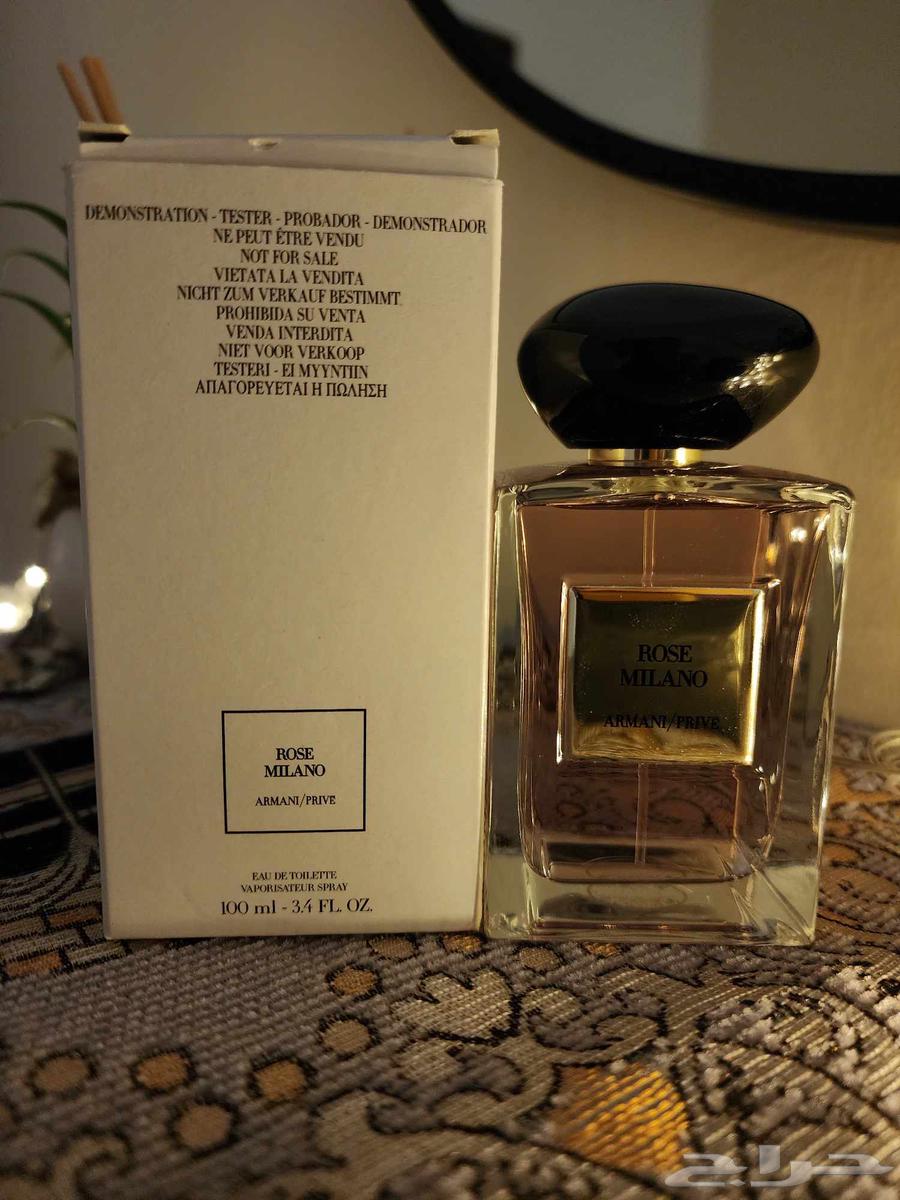 DEMONSTRATION - TESTER - PROBADOR - DEMONSTRADOR
NE PEUT ÊTRE VENDU
NOT FOR SALE
VIETATA LA VENDITA
NICHT ZUM VERKAUF BESTIMMT
PROHIBIDA SU VENTA
VENDA INTERDITA
NIET VOOR VERKOOP
TESTERI - EI MYYNTIIN
ΑΠΑΓΟΡΕΥΕΤΑΙ Η ΠΩΛΗΣΗ
ROSE
MILANO
ARMANI/PRIVE
EAU DE TOILETTE
VAPORISATEUR SPRAY
100 ml - 3.4 FL. OZ.
ROSE
MILANO
ARMANI/PRIVE
حراج